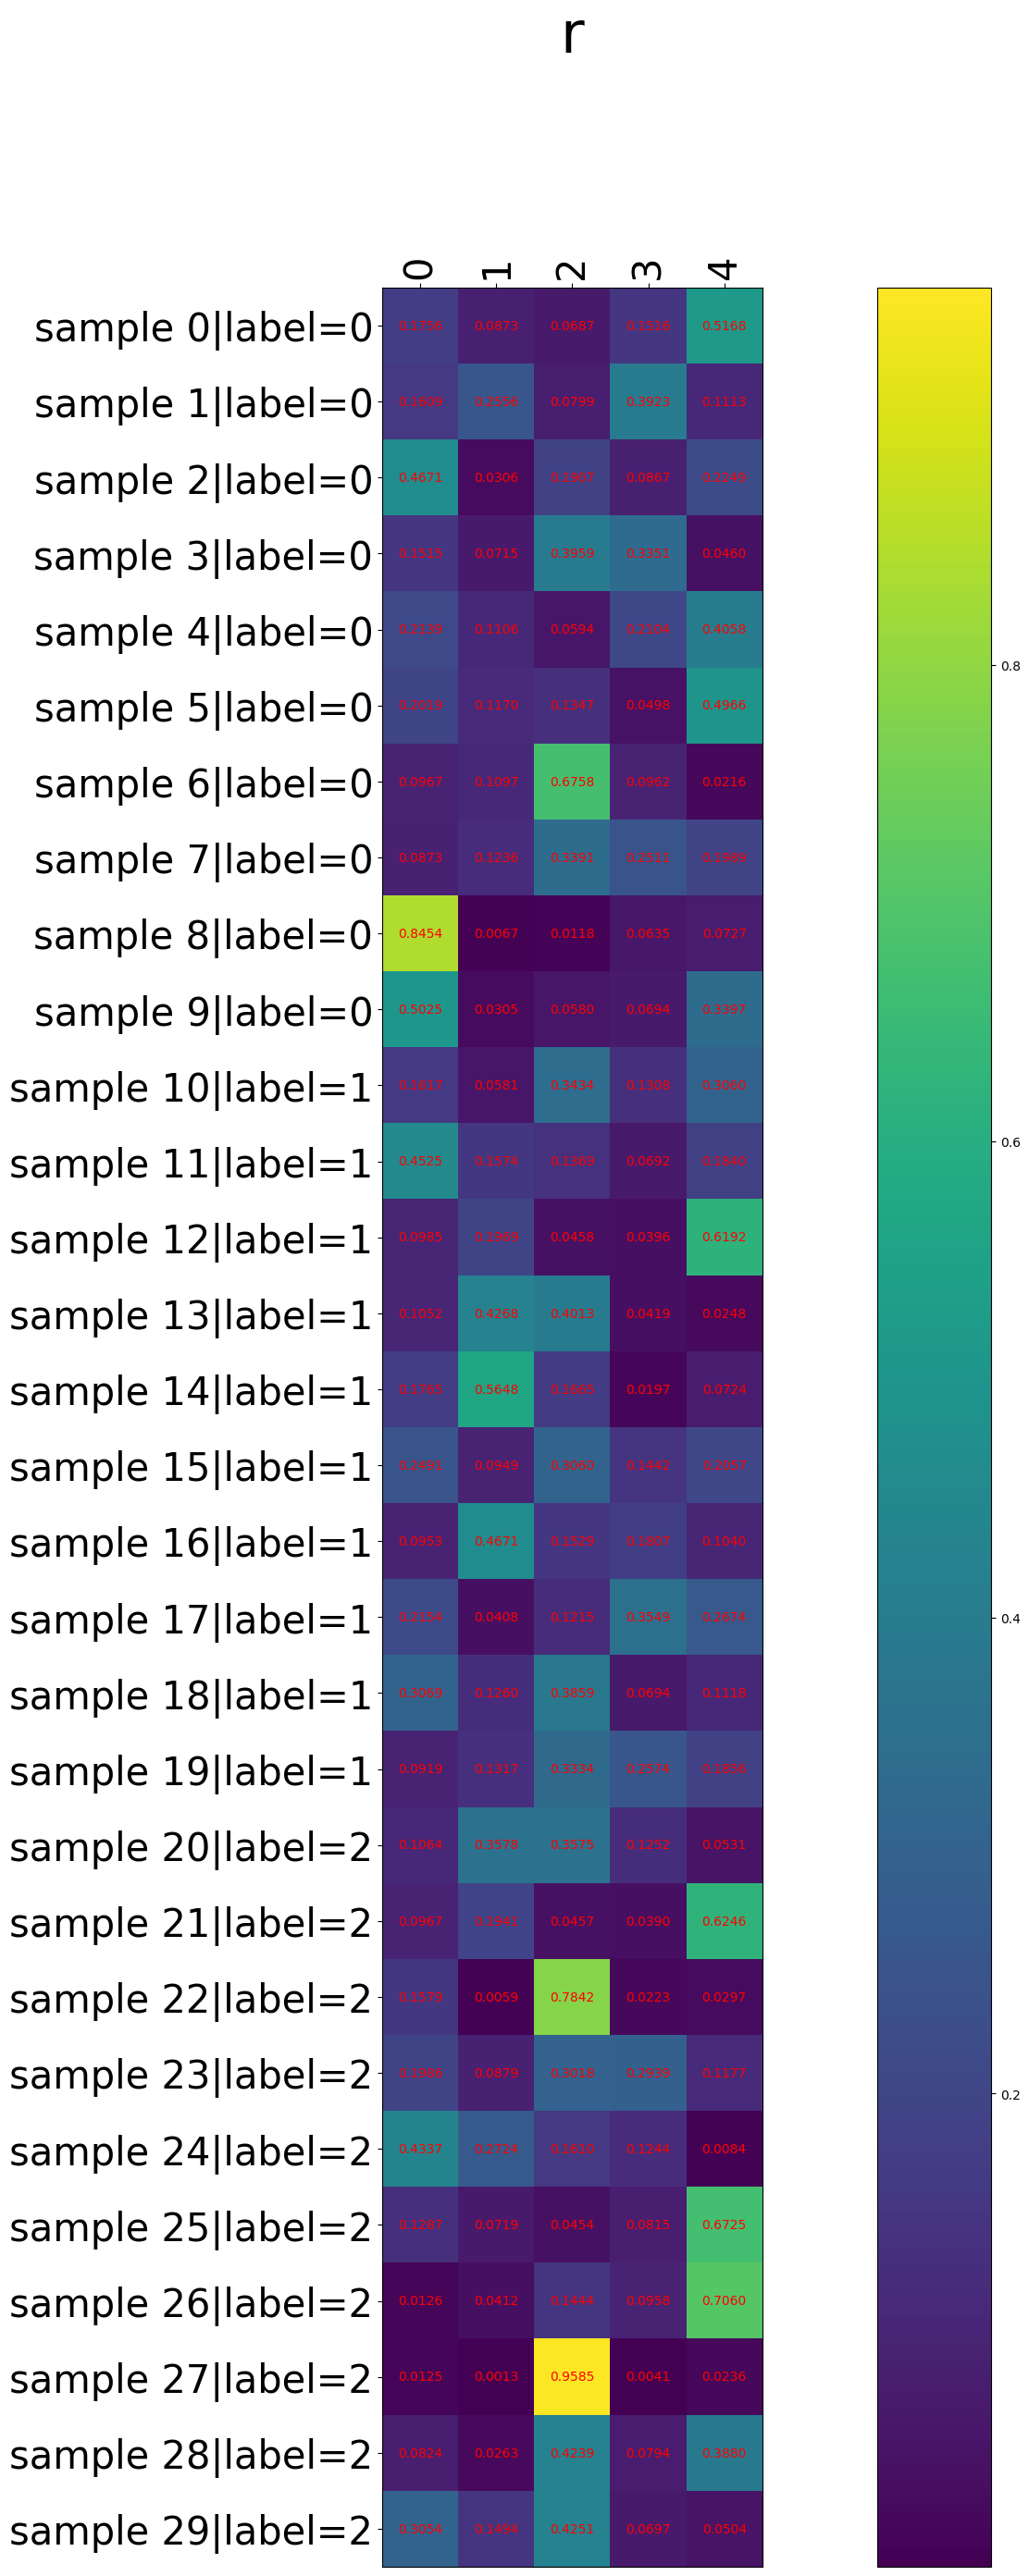 r
0 1 2 3 4
sample 0|label=0 0.1756 0.0873 0.0687 0.1516 0.5168
sample 1|label=0 0.1609 0.2556 0.0799 0.3923 0.1113
sample 2|label=0 0.4671 0.0306 0.1907 0.0867 0.2249
sample 3|label=0 0.1515 0.0715 0.3959 0.3351 0.0460
sample 4|label=0 0.2139 0.1106 0.0594 0.2104 0.4058
sample 5|label=0 0.2019 0.1170 0.1347 0.0498 0.4966
sample 6|label=0 0.0967 0.1097 0.6758 0.0962 0.0216
sample 7|label=0 0.0873 0.1236 0.3391 0.2511 0.1989
sample 8|label=0 0.8454 0.0067 0.0118 0.0635 0.0727
0.8
sample 9|label=0 0.5025 0.0305 0.0580 0.0694 0.3397
sample 10|label=1 0.1617 0.0581 0.3434 0.1308 0.3060
sample 11|label=1 0.4525 0.1574 0.1369 0.0692 0.1840
0.6
sample 12|label=1 0.0985 0.1969 0.0458 0.0396 0.6192
sample 13|label=1 0.1052 0.4268 0.4013 0.0419 0.0248
sample 14|label=1 0.1765 0.5648 0.1665 0.0197 0.0724
sample 15|label=1 0.2491 0.0949 0.3060 0.1442 0.2057
sample 16|label=1 0.0953 0.4671 0.1529 0.1807 0.1040
sample 17|label=1 0.2154 0.0408 0.1215 0.3549 0.2674
0.4
sample 18|label=1 0.3069 0.1260 0.3859 0.0694 0.1118
sample 19|label=1 0.0919 0.1317 0.3334 0.2574 0.1856
sample 20|label=2 0.1064 0.3578 0.3575 0.1252 0.0531
sample 21|label=2 0.0967 0.1941 0.0457 0.0390 0.6246
sample 22|label=2 0.1579 0.0059 0.7842 0.0223 0.0297
sample 23|label=2 0.1986 0.0879 0.3018 0.2939 0.1177
0.2
sample 24|label=2 0.4337 0.2724 0.1610 0.1244 0.0084
sample 25|label=2 0.1287 0.0719 0.0454 0.0815 0.6725
sample 26|label=2 0.0126 0.0412 0.1444 0.0958 0.7060
sample 27|label=2 0.0125 0.0013 0.9585 0.0041 0.0236
sample 28|label=2 0.0824 0.0263 0.4239 0.0794 0.3880
sample 29|label=2 0.3054 0.1494 0.4251 0.0697 0.0504